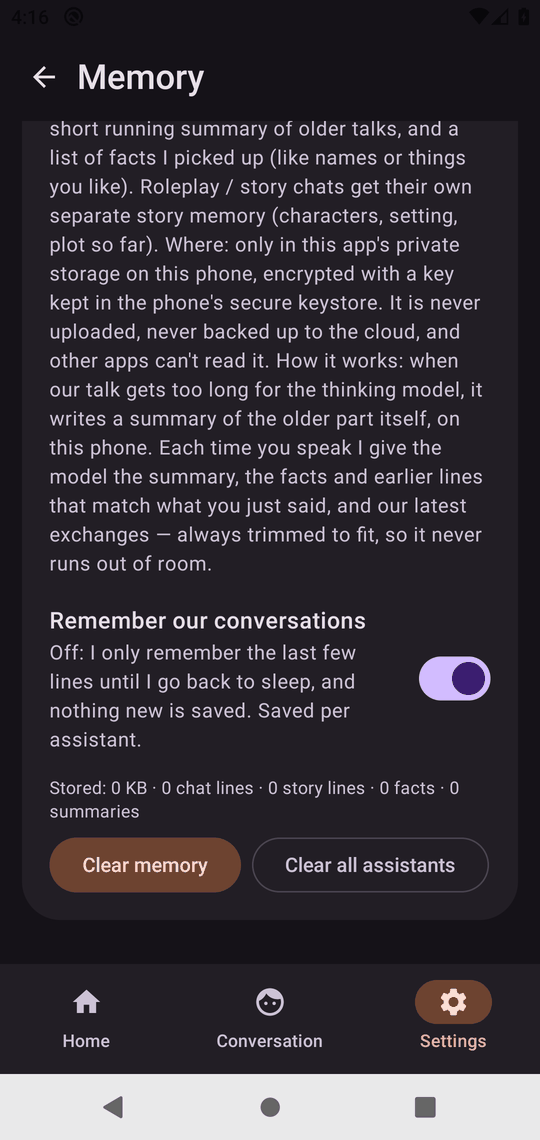 4:16
Memory
short running summary of older talks, and a
list of facts I picked up (like names or things
you like). Roleplay / story chats get their own
separate story memory (characters, setting,
plot so far). Where: only in this app's private
storage on this phone, encrypted with a key
kept in the phone's secure keystore. It is never
uploaded, never backed up to the cloud, and
other apps can't read it. How it works: when
our talk gets too long for the thinking model, it
writes a summary of the older part itself, on
this phone. Each time you speak I give the
model the summary, the facts and earlier lines
that match what you just said, and our latest
exchanges — always trimmed to fit, so it never
runs out of room.
Remember our conversations
Off: I only remember the last few
lines until I go back to sleep, and
nothing new is saved. Saved per
assistant.
Stored: 0 KB · 0 chat lines · 0 story lines · 0 facts · 0
summaries
Clear memory
Clear all assistants
Home
Conversation
Settings